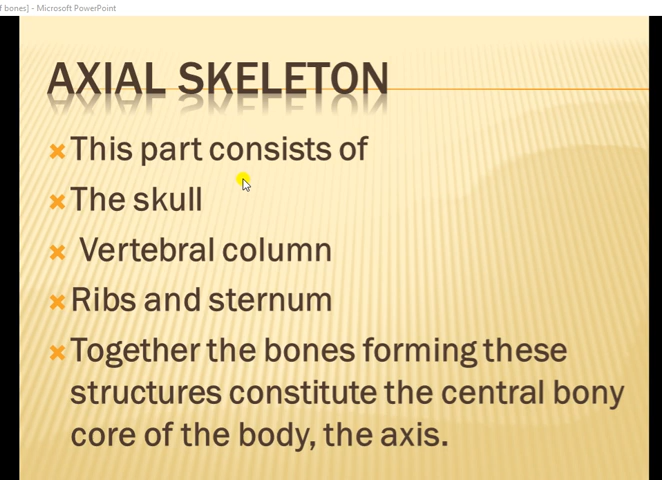 f bones] - Microsoft PowerPoint
AXIAL SKELETON
This part consists of
The skull
Vertebral column
Ribs and sternum
Together the bones forming these
structures constitute the central bony
core of the body, the axis.